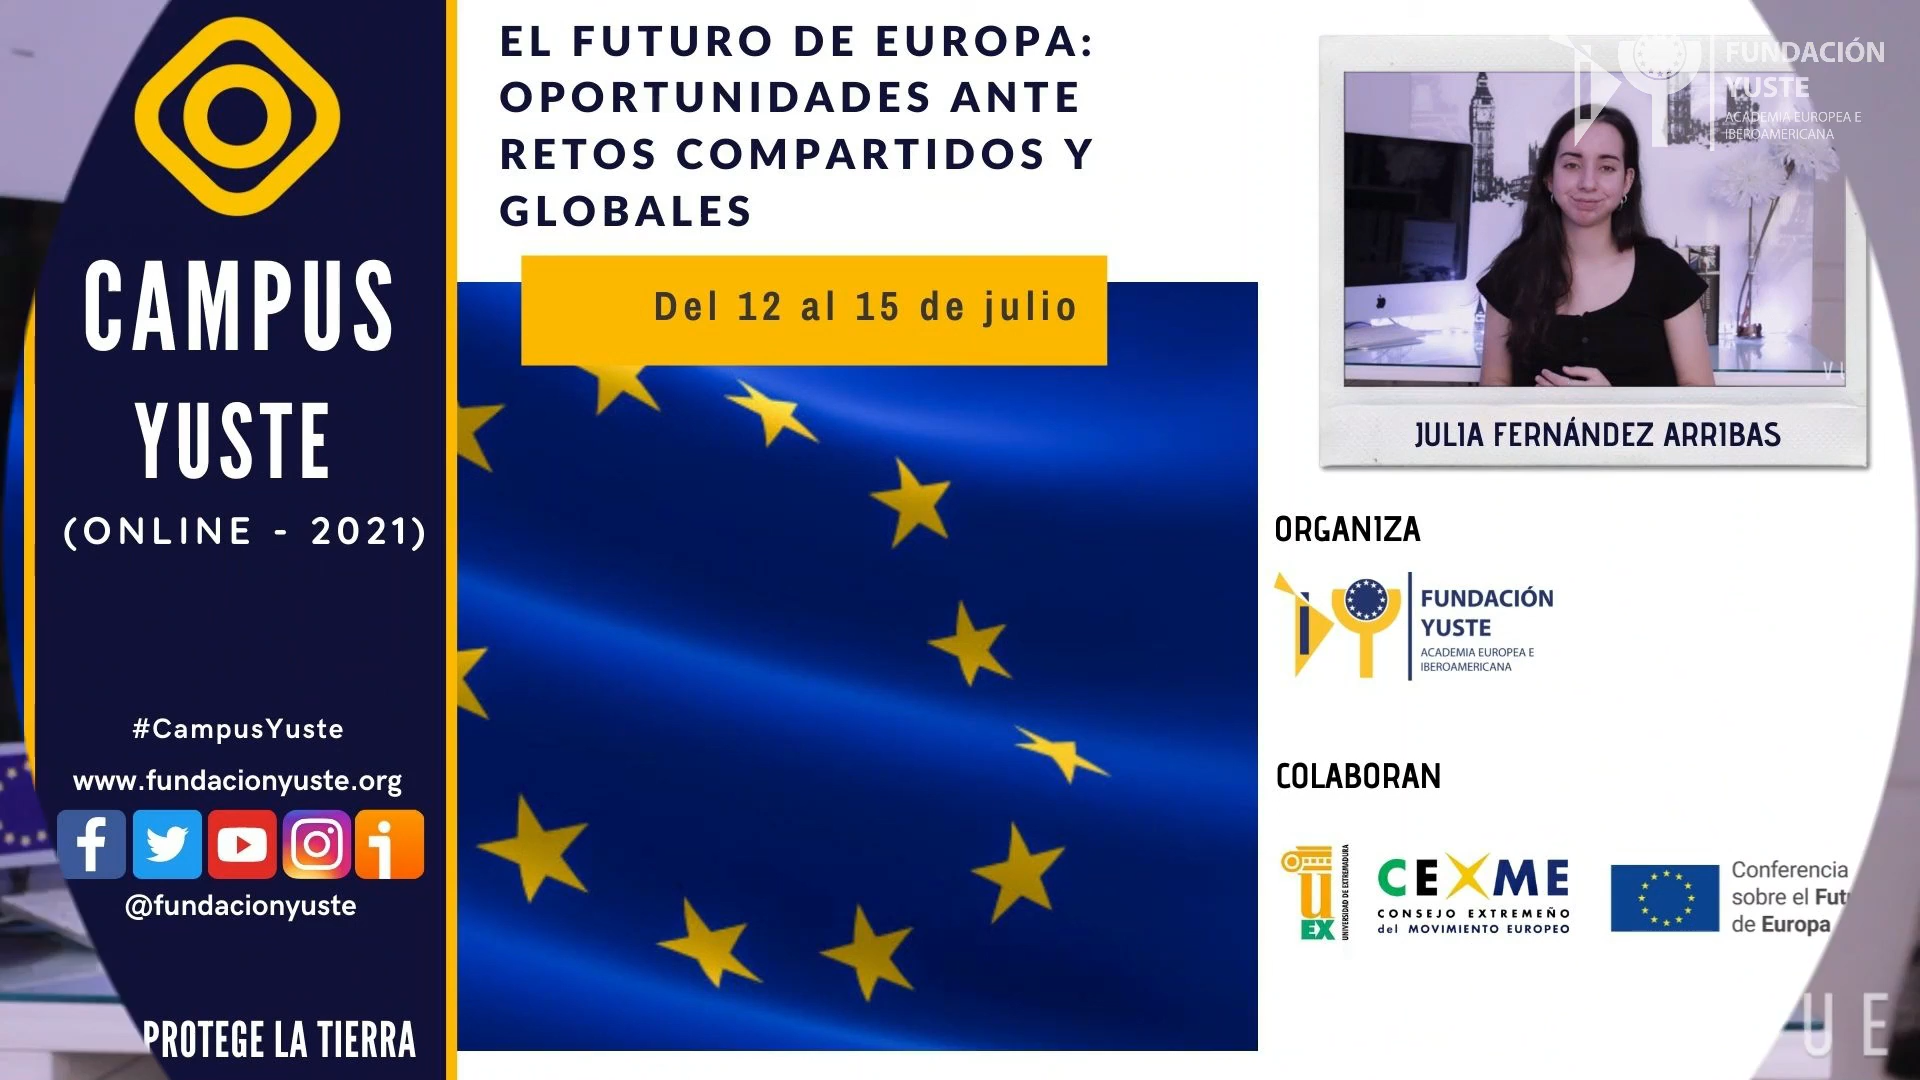 CAMPUS
YUSTE
(ONLINE - 2021)
#CampusYuste
www.fundacionyuste.org
@fundacionyuste
PROTEGE LA TIERRA
EL FUTURO DE EUROPA:
OPORTUNIDADES ANTE
RETOS COMPARTIDOS Y
GLOBALES
Del 12 al 15 de julio
FUNDACIÓN
YUSTE
ACADEMIA EUROPEA E
IBEROAMERICANA
JULIA FERNÁNDEZ ARRIBAS
ORGANIZA
FUNDACIÓN
YUSTE
ACADEMIA EUROPEA E
IBEROAMERICANA
COLABORAN
UEX
UNIVERSIDAD DE EXTREMADURA
CEXME
CONSEJO EXTREMEÑO
del MOVIMIENTO EUROPEO
Conferencia
sobre el Fut
de Europa
UE